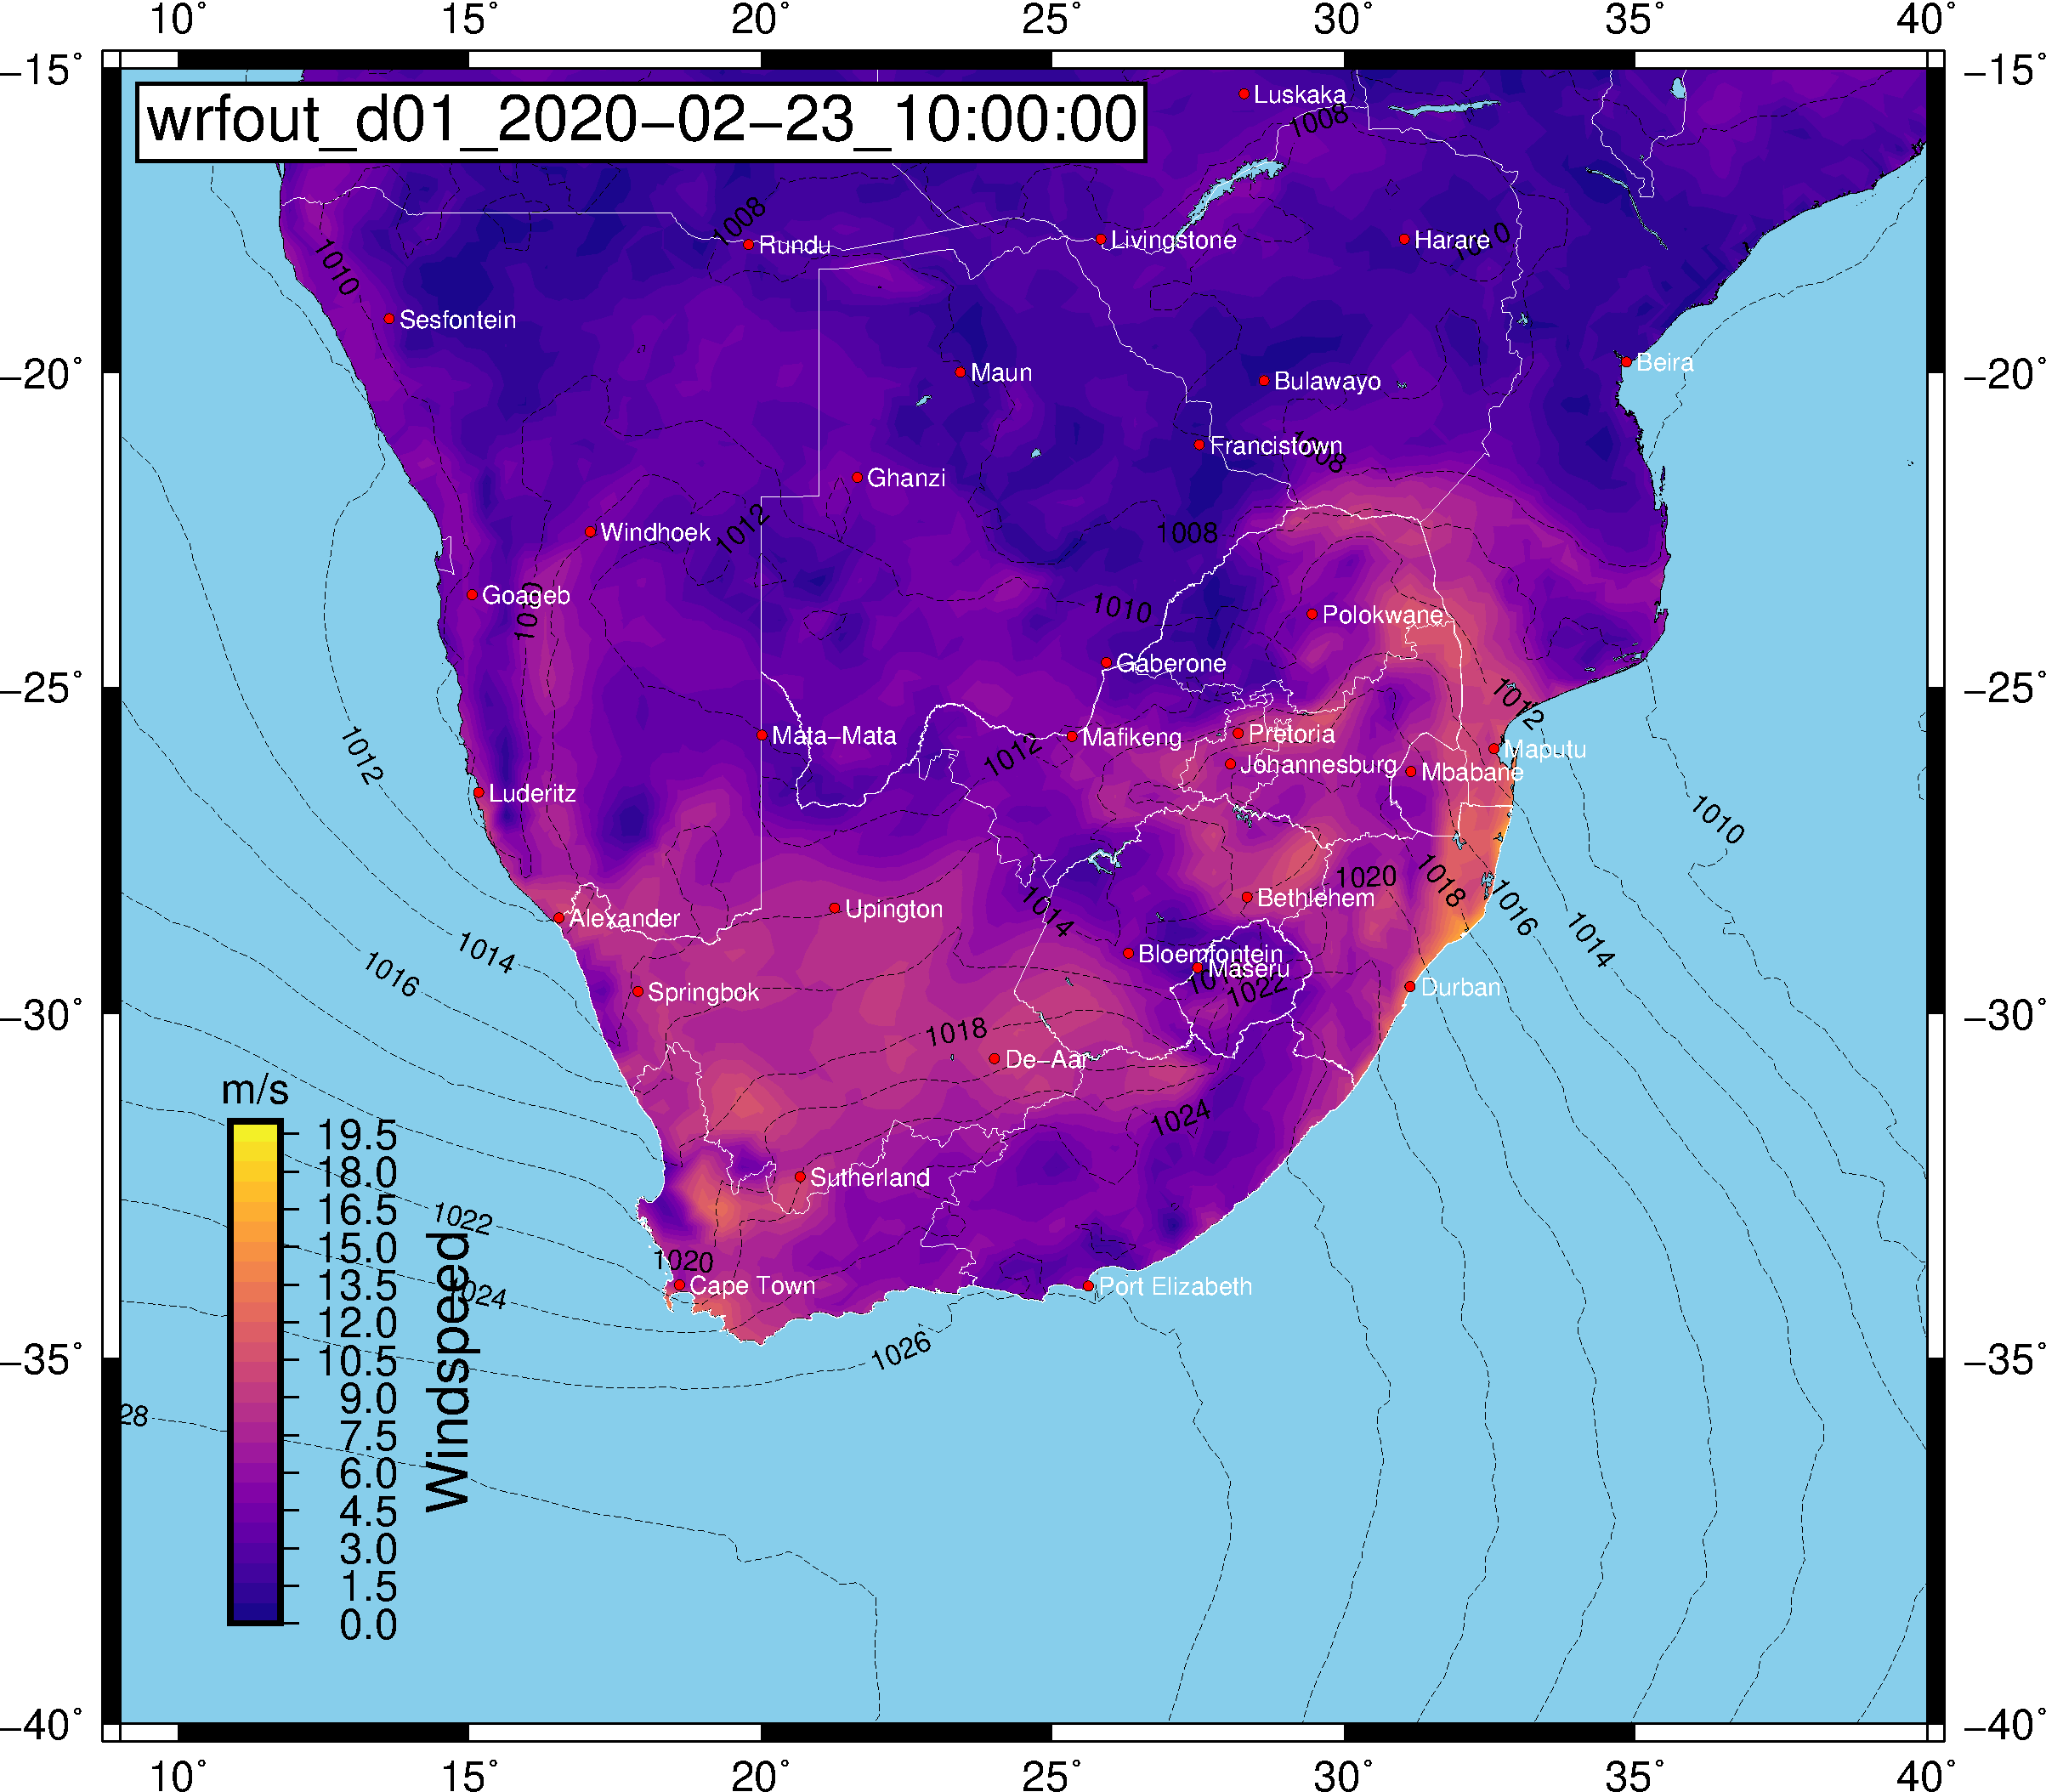 10° 15° 20° 25° 30° 35° 40°
−15° −15°
wrfout_d01_2020−02−23_10:00:00
Luskaka
1008
1008
Rundu
Livingstone
Harare
1010
1010
Sesfontein
Beira
−20° −20°
Maun
Bulawayo
Francistown
1008
Ghanzi
1012
Windhoek
1008
Goageb
1010
Polokwane
Gaberone
−25° −25°
1012
1012
Mata−Mata
1012
Mafikeng
Pretoria
Maputu
Johannesburg
Mbabane
Luderitz
1010
1020
1018
1016
1014
1014
Bethlehem
Upington
Alexander
1014
1016
Bloemfontein
Maseru
1022
Durban
Springbok
−30° −30°
1018
De−Aar
m/s
1024
19.5
18.0
16.5
15.0
13.5
12.0
10.5
9.0
7.5
6.0
4.5
3.0
1.5
0.0
Windspeed
Sutherland
1022
1020
Cape Town
Port Elizabeth
1024
1026
−35° −35°
28
−40° −40°
10° 15° 20° 25° 30° 35° 40°